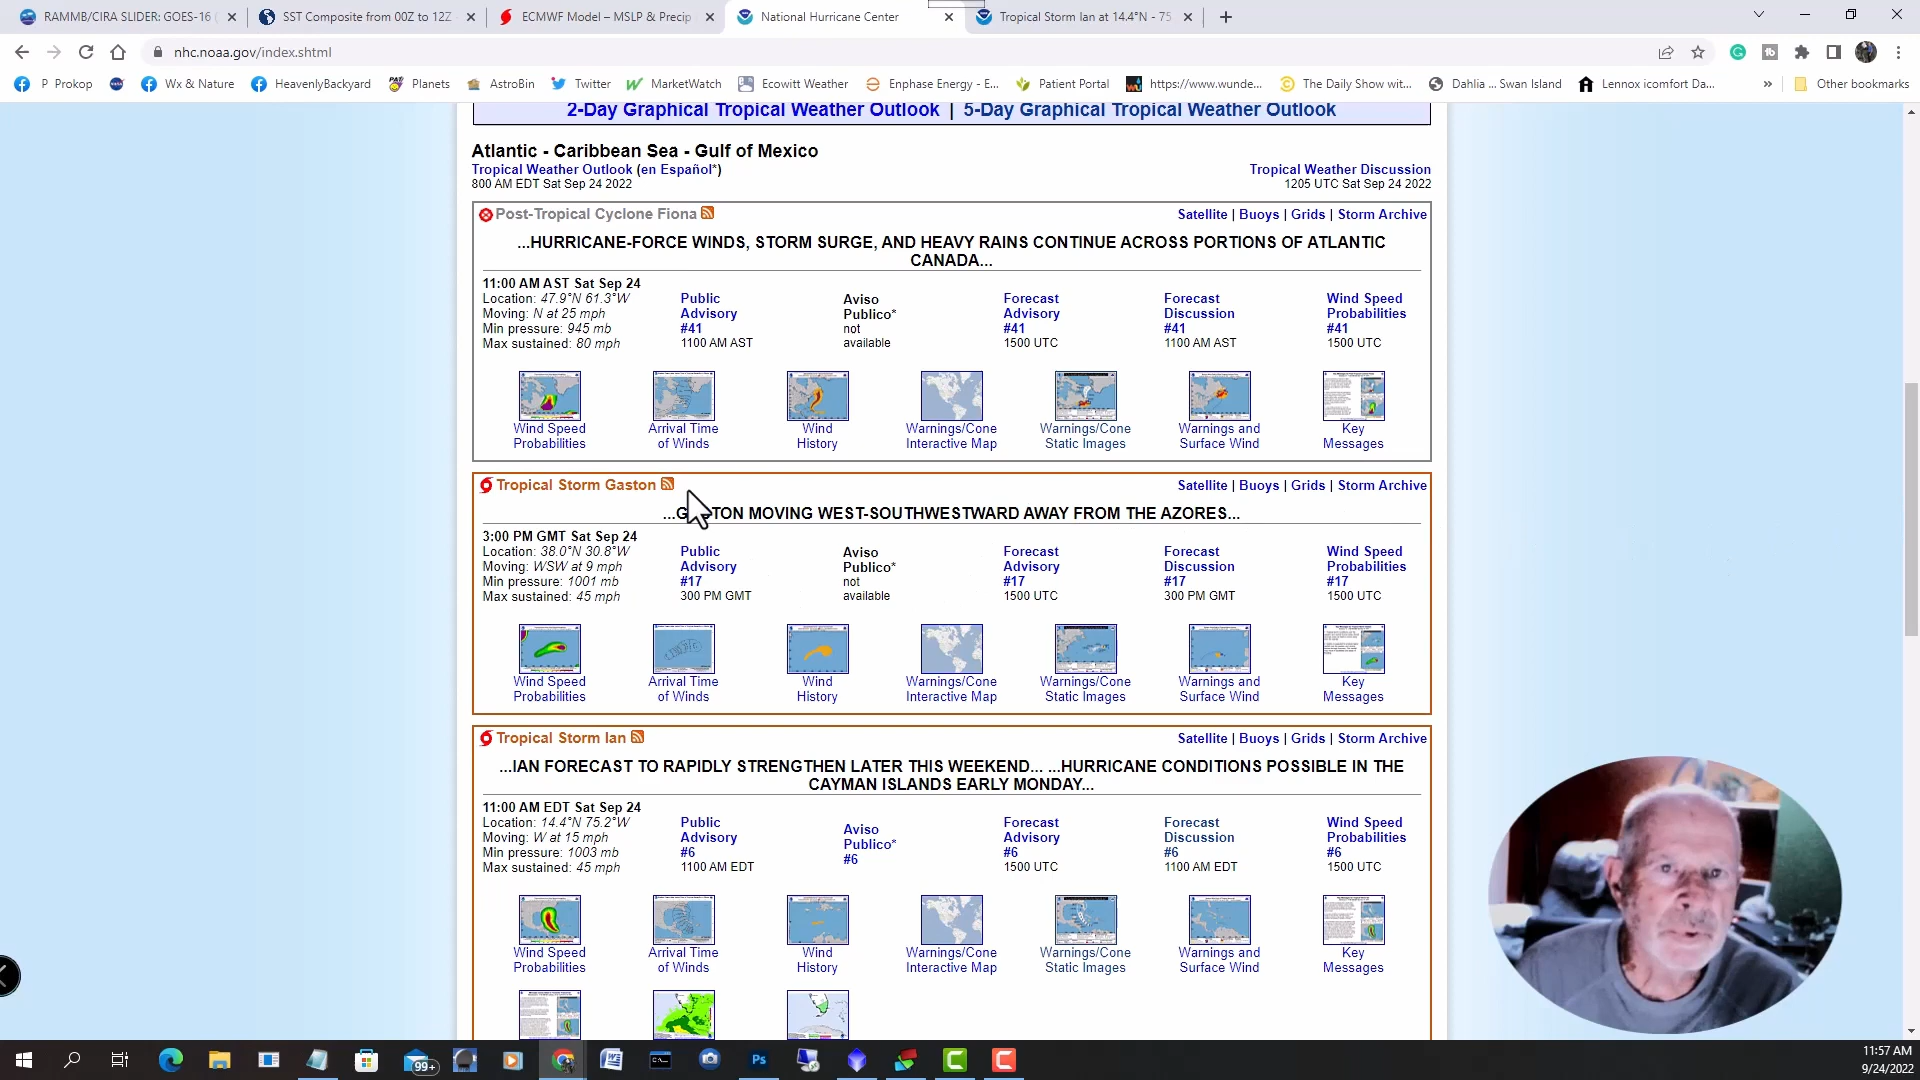 RAMMB/CIRA SLIDER: GOES-16 (
SST Composite from 00Z to 12Z
ECMWF Model – MSLP & Precip
National Hurricane Center
Tropical Storm Ian at 14.4°N - 75
nhc.noaa.gov/index.shtml
P Prokop
Wx & Nature
HeavenlyBackyard
Planets
AstroBin
Twitter
MarketWatch
Ecowitt Weather
Enphase Energy - E...
Patient Portal
https://www.wunde...
The Daily Show wit...
Dahlia ... Swan Island
Lennox icomfort Da...
»
Other bookmarks
2-Day Graphical Tropical Weather Outlook | 5-Day Graphical Tropical Weather Outlook
Atlantic - Caribbean Sea - Gulf of Mexico
Tropical Weather Outlook (en Español*)
Tropical Weather Discussion
800 AM EDT Sat Sep 24 2022
1205 UTC Sat Sep 24 2022
Post-Tropical Cyclone Fiona
Satellite | Buoys | Grids | Storm Archive
...HURRICANE-FORCE WINDS, STORM SURGE, AND HEAVY RAINS CONTINUE ACROSS PORTIONS OF ATLANTIC
CANADA...
11:00 AM AST Sat Sep 24
Location: 47.9°N 61.3°W
Moving: N at 25 mph
Min pressure: 945 mb
Max sustained: 80 mph
Public
Advisory
#41
1100 AM AST
Aviso
Publico*
not
available
Forecast
Advisory
#41
1500 UTC
Forecast
Discussion
#41
1100 AM AST
Wind Speed
Probabilities
#41
1500 UTC
Wind Speed
Probabilities
Arrival Time
of Winds
Wind
History
Warnings/Cone
Interactive Map
Warnings/Cone
Static Images
Warnings and
Surface Wind
Key
Messages
Tropical Storm Gaston
Satellite | Buoys | Grids | Storm Archive
...G TON MOVING WEST-SOUTHWESTWARD AWAY FROM THE AZORES...
3:00 PM GMT Sat Sep 24
Location: 38.0°N 30.8°W
Moving: WSW at 9 mph
Min pressure: 1001 mb
Max sustained: 45 mph
Public
Advisory
#17
300 PM GMT
Aviso
Publico*
not
available
Forecast
Advisory
#17
1500 UTC
Forecast
Discussion
#17
300 PM GMT
Wind Speed
Probabilities
#17
1500 UTC
Wind Speed
Probabilities
Arrival Time
of Winds
Wind
History
Warnings/Cone
Interactive Map
Warnings/Cone
Static Images
Warnings and
Surface Wind
Key
Messages
Tropical Storm Ian
Satellite | Buoys | Grids | Storm Archive
...IAN FORECAST TO RAPIDLY STRENGTHEN LATER THIS WEEKEND... ...HURRICANE CONDITIONS POSSIBLE IN THE
CAYMAN ISLANDS EARLY MONDAY...
11:00 AM EDT Sat Sep 24
Location: 14.4°N 75.2°W
Moving: W at 15 mph
Min pressure: 1003 mb
Max sustained: 45 mph
Public
Advisory
#6
1100 AM EDT
Aviso
Publico*
#6
Forecast
Advisory
#6
1500 UTC
Forecast
Discussion
#6
1100 AM EDT
Wind Speed
Probabilities
#6
1500 UTC
Wind Speed
Probabilities
Arrival Time
of Winds
Wind
History
Warnings/Cone
Interactive Map
Warnings/Cone
Static Images
Warnings and
Surface Wind
Key
Messages
99+
Ps
11:57 AM
9/24/2022